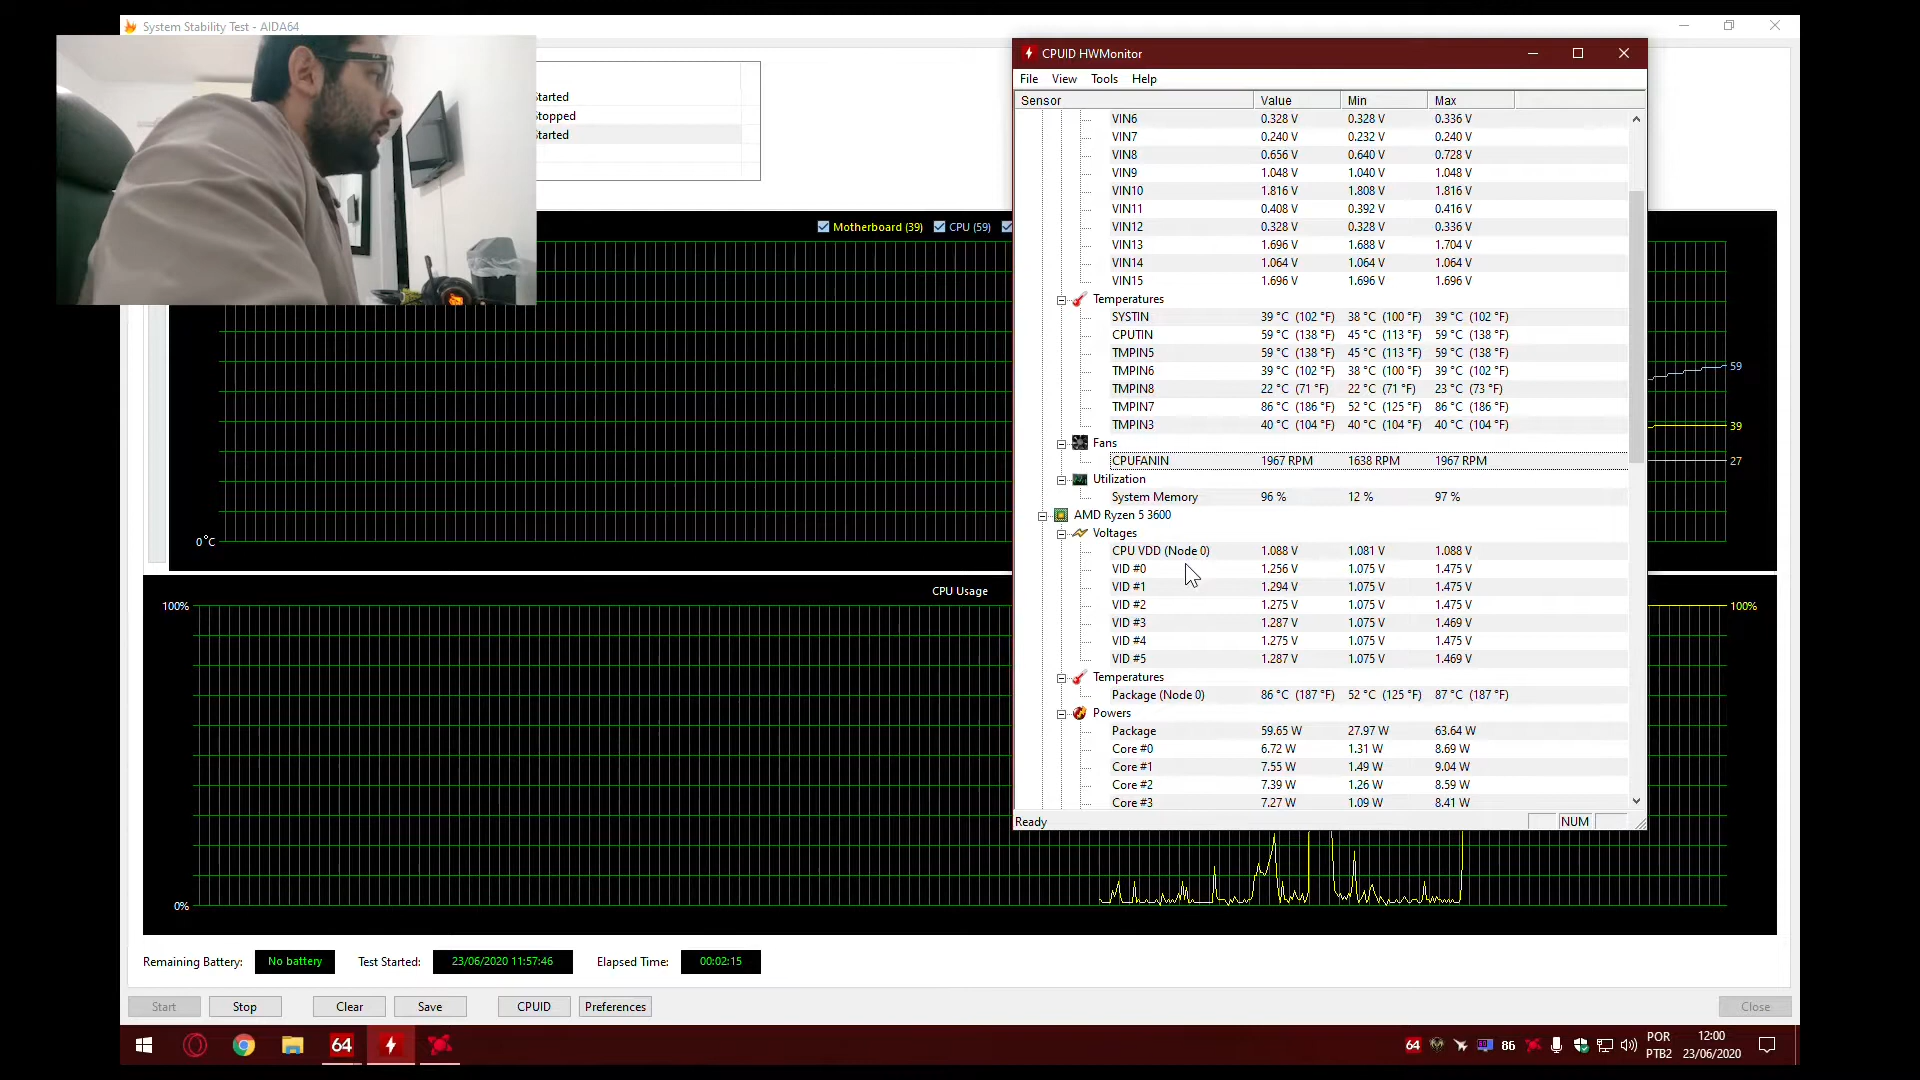 System Stability Test - AIDA64
Started
Stopped
Started
Motherboard (39) CPU (59)
0°C
59
39
27
CPU Usage
100%
100%
0%
Remaining Battery: No battery Test Started: 23/06/2020 11:57:46 Elapsed Time: 00:02:15
Start Stop Clear Save CPUID Preferences Close
CPUID HWMonitor
File View Tools Help
Sensor Value Min Max
VIN6 0.328 V 0.328 V 0.336 V
VIN7 0.240 V 0.232 V 0.240 V
VIN8 0.656 V 0.640 V 0.728 V
VIN9 1.048 V 1.040 V 1.048 V
VIN10 1.816 V 1.808 V 1.816 V
VIN11 0.408 V 0.392 V 0.416 V
VIN12 0.328 V 0.328 V 0.336 V
VIN13 1.696 V 1.688 V 1.704 V
VIN14 1.064 V 1.064 V 1.064 V
VIN15 1.696 V 1.696 V 1.696 V
Temperatures
SYSTIN 39 °C (102 °F) 38 °C (100 °F) 39 °C (102 °F)
CPUTIN 59 °C (138 °F) 45 °C (113 °F) 59 °C (138 °F)
TMPIN5 59 °C (138 °F) 45 °C (113 °F) 59 °C (138 °F)
TMPIN6 39 °C (102 °F) 38 °C (100 °F) 39 °C (102 °F)
TMPIN8 22 °C (71 °F) 22 °C (71 °F) 23 °C (73 °F)
TMPIN7 86 °C (186 °F) 52 °C (125 °F) 86 °C (186 °F)
TMPIN3 40 °C (104 °F) 40 °C (104 °F) 40 °C (104 °F)
Fans
CPUFANIN 1967 RPM 1638 RPM 1967 RPM
Utilization
System Memory 96 % 12 % 97 %
AMD Ryzen 5 3600
Voltages
CPU VDD (Node 0) 1.088 V 1.081 V 1.088 V
VID #0 1.256 V 1.075 V 1.475 V
VID #1 1.294 V 1.075 V 1.475 V
VID #2 1.275 V 1.075 V 1.475 V
VID #3 1.287 V 1.075 V 1.469 V
VID #4 1.275 V 1.075 V 1.475 V
VID #5 1.287 V 1.075 V 1.469 V
Temperatures
Package (Node 0) 86 °C (187 °F) 52 °C (125 °F) 87 °C (187 °F)
Powers
Package 59.65 W 27.97 W 63.64 W
Core #0 6.72 W 1.31 W 8.69 W
Core #1 7.55 W 1.49 W 9.04 W
Core #2 7.39 W 1.26 W 8.59 W
Core #3 7.27 W 1.09 W 8.41 W
Ready NUM
64 64 86 POR 12:00
PTB2 23/06/2020